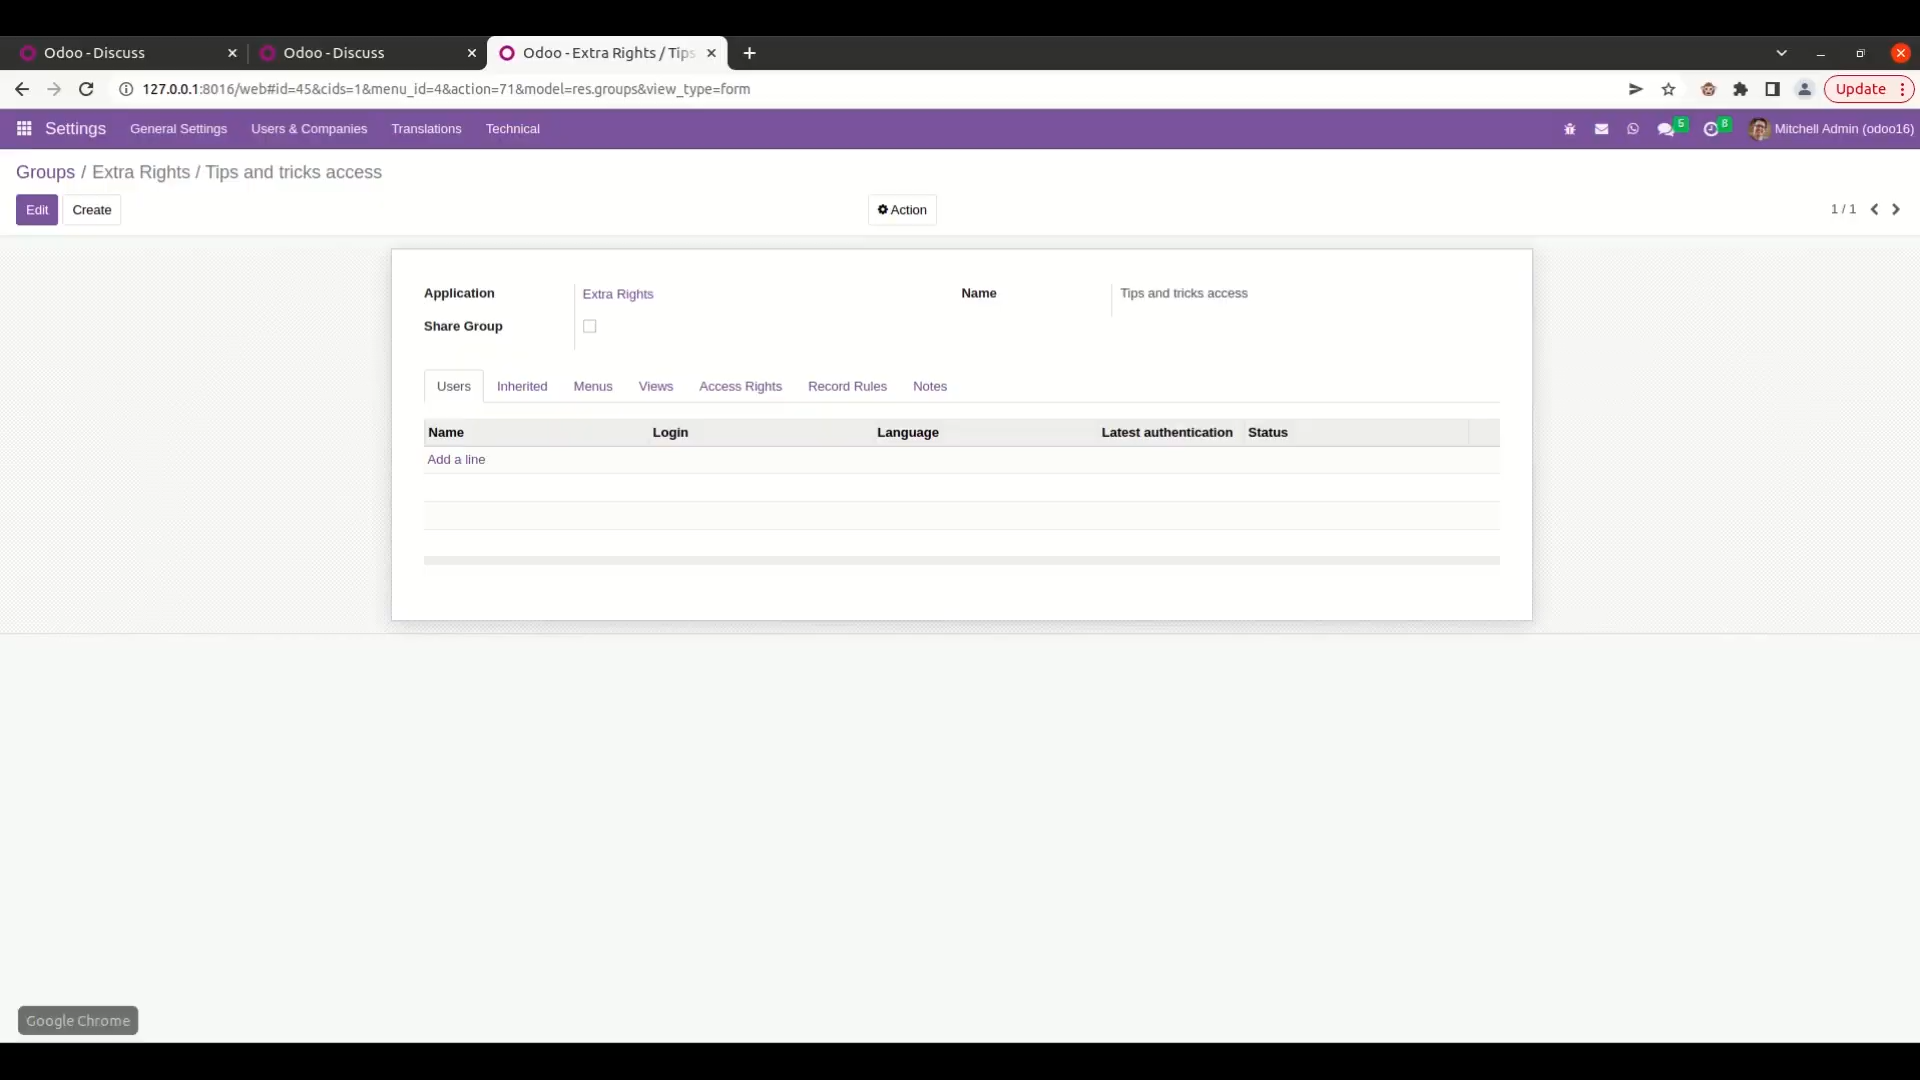 Odoo - Discuss
Odoo - Discuss
Odoo - Extra Rights / Tips
127.0.0.1:8016/web#id=45&cids=1&menu_id=4&action=71&model=res.groups&view_type=form
Update
Settings General Settings Users & Companies Translations Technical
5 8 Mitchell Admin (odoo16)
Groups / Extra Rights / Tips and tricks access
Edit Create Action 1 / 1
Application Extra Rights Name Tips and tricks access
Share Group
Users Inherited Menus Views Access Rights Record Rules Notes
Name Login Language Latest authentication Status
Add a line
Google Chrome